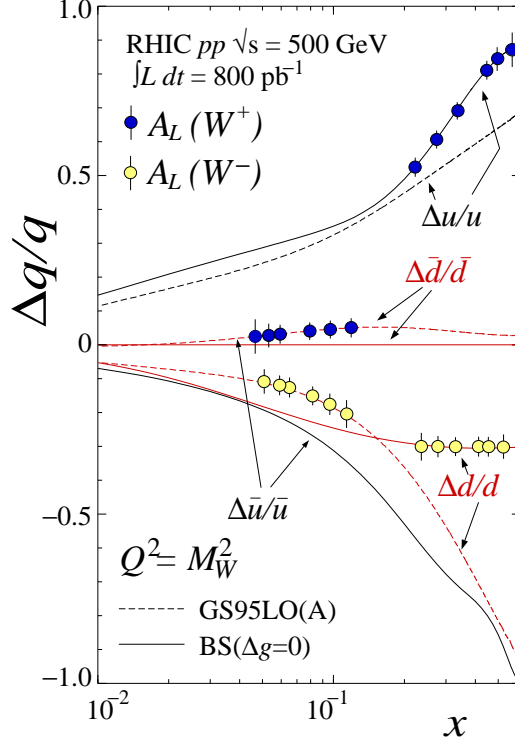 Δq/q
1.0
0.5
0
−0.5
−1.0
RHIC pp √s = 500 GeV
∫L dt = 800 pb⁻¹
A_L (W⁺)
A_L (W⁻)
Δu/u
Δd̄/d̄
Δū/ū
Δd/d
Q² = M_W²
GS95LO(A)
BS(Δg=0)
10⁻²
10⁻¹
x